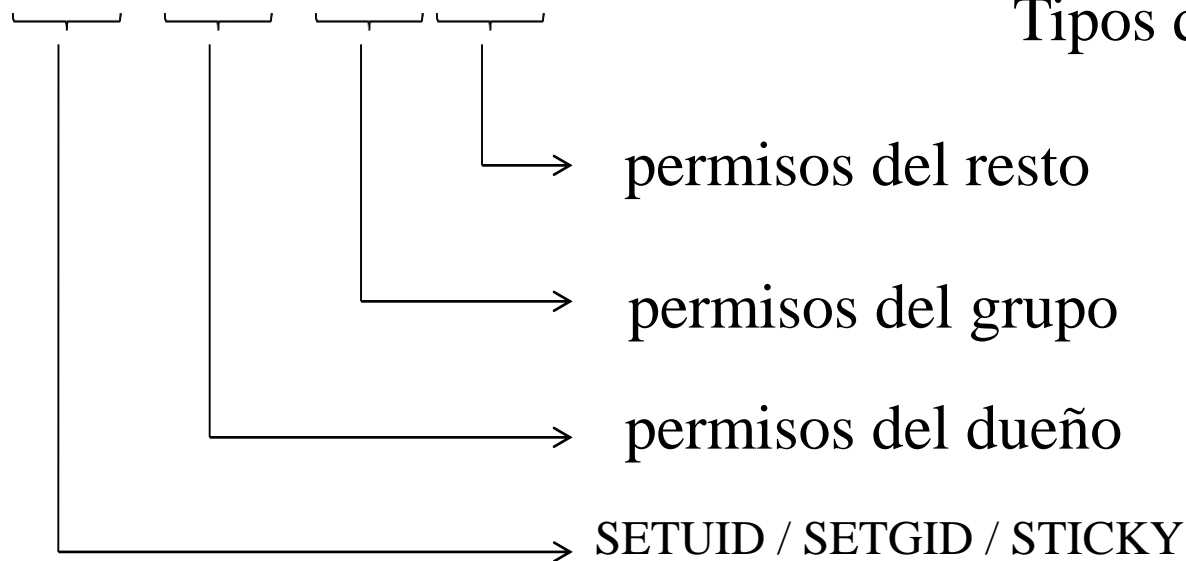 Tipos
permisos del resto
permisos del grupo
permisos del dueño
SETUID / SETGID / STICKY